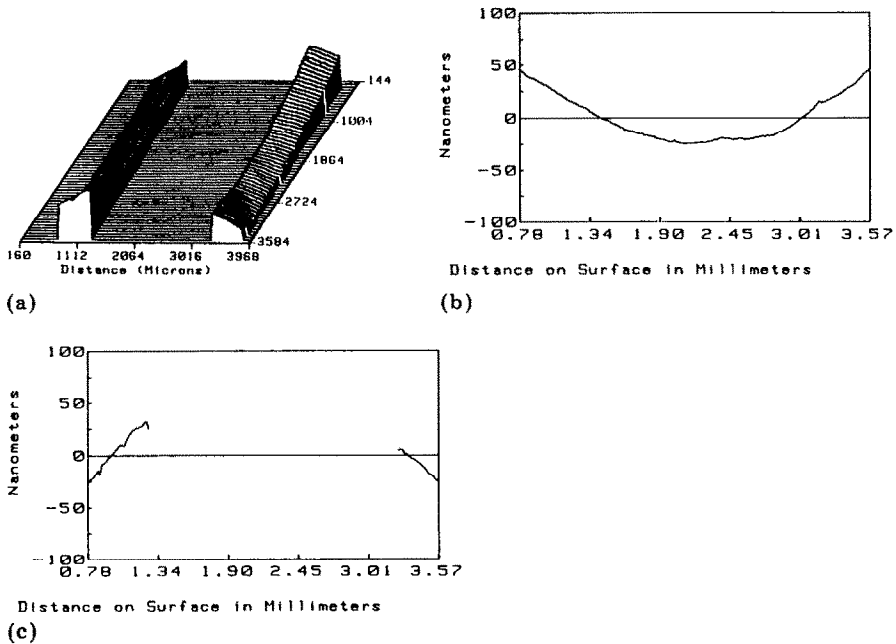 144
1004
1864
2724
3584
160 1112 2064 3016 3968
Distance (Microns)
(a)
100
50
0
-50
-100
Nanometers
0.78 1.34 1.90 2.45 3.01 3.57
Distance on Surface in Millimeters
(b)
100
50
0
-50
-100
Nanometers
0.78 1.34 1.90 2.45 3.01 3.57
Distance on Surface in Millimeters
(c)